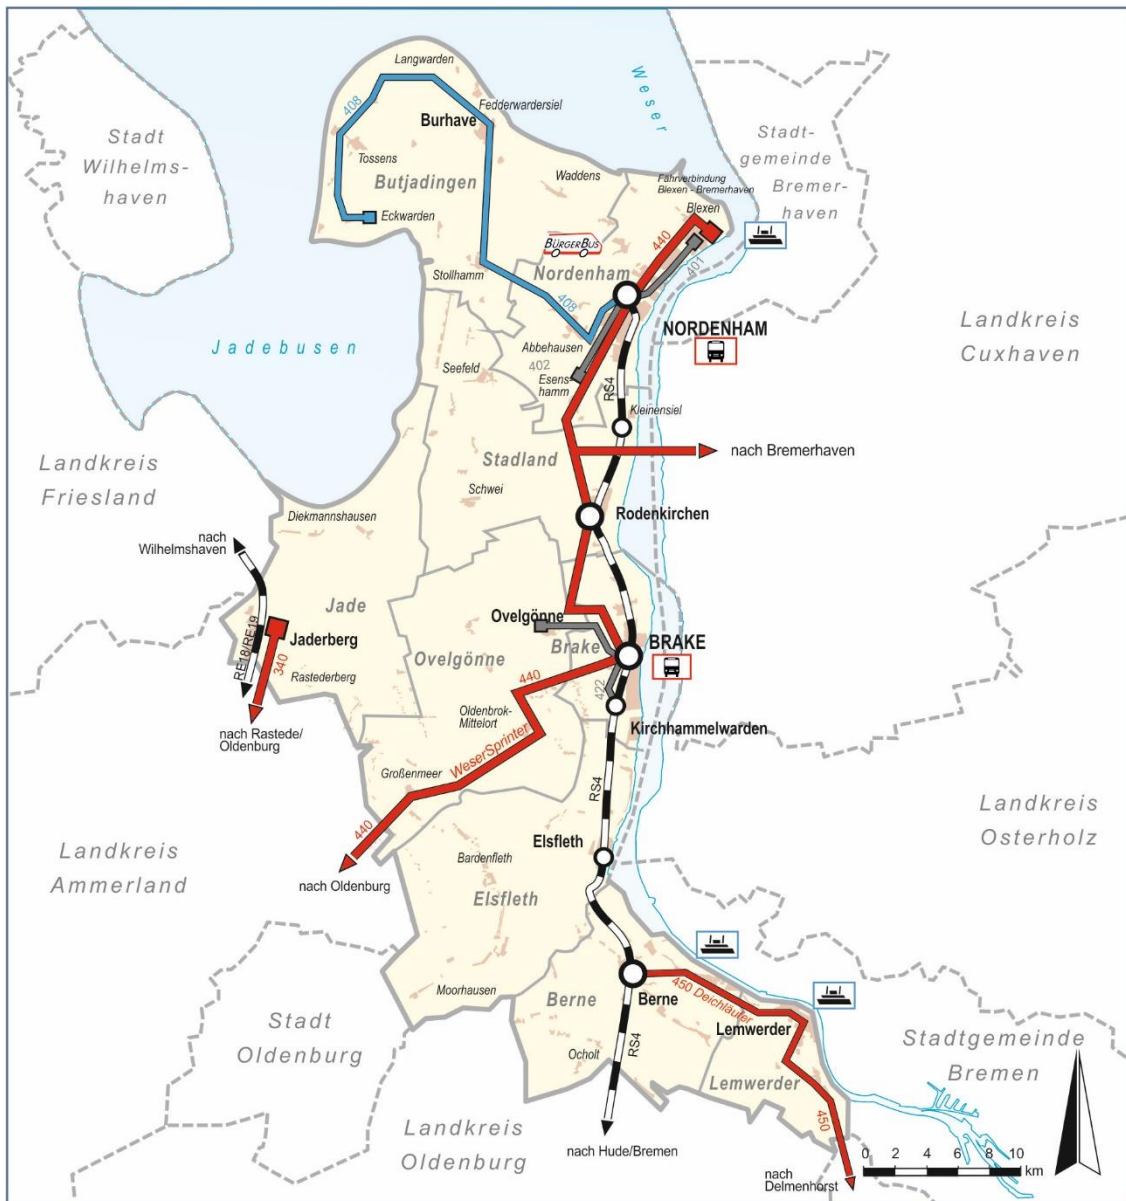 Langwarden
408
Fedderwardersiel
Burhave
Weser
Stadt
Wilhelms-
haven
Stadt-
gemeinde
Bremer-
haven
Tossens
Butjadingen
Waddens
Fährverbindung
Blexen - Bremerhaven
Blexen
Eckwarden
440
401
BÜRGERBUS
Stollhamm
Nordenham
408
NORDENHAM
Landkreis
Cuxhaven
Jadebusen
Abbehausen
402
Seefeld
Esens-
hamm
RS4
Kleinensiel
Landkreis
Friesland
Stadland
nach Bremerhaven
Schwei
Rodenkirchen
Diekmannshausen
nach
Wilhelmshaven
Jade
Ovelgönne
RE18/RE19
Jaderberg
340
Brake
BRAKE
Ovelgönne
Rastederberg
440
422
Oldenbrok-
Mittelort
Kirchhammelwarden
nach Rastede/
Oldenburg
WeserSprinter
Großenmeer
RS4
440
Landkreis
Osterholz
Landkreis
Ammerland
Elsfleth
Bardenfleth
nach Oldenburg
Elsfleth
Moorhausen
Berne
Berne
450 Deichläufer
Lemwerder
Stadt
Oldenburg
Ocholt
RS4
Lemwerder
Stadtgemeinde
Bremen
450
Landkreis
Oldenburg
nach Hude/Bremen
nach
Delmenhorst
0 2 4 6 8 10
km